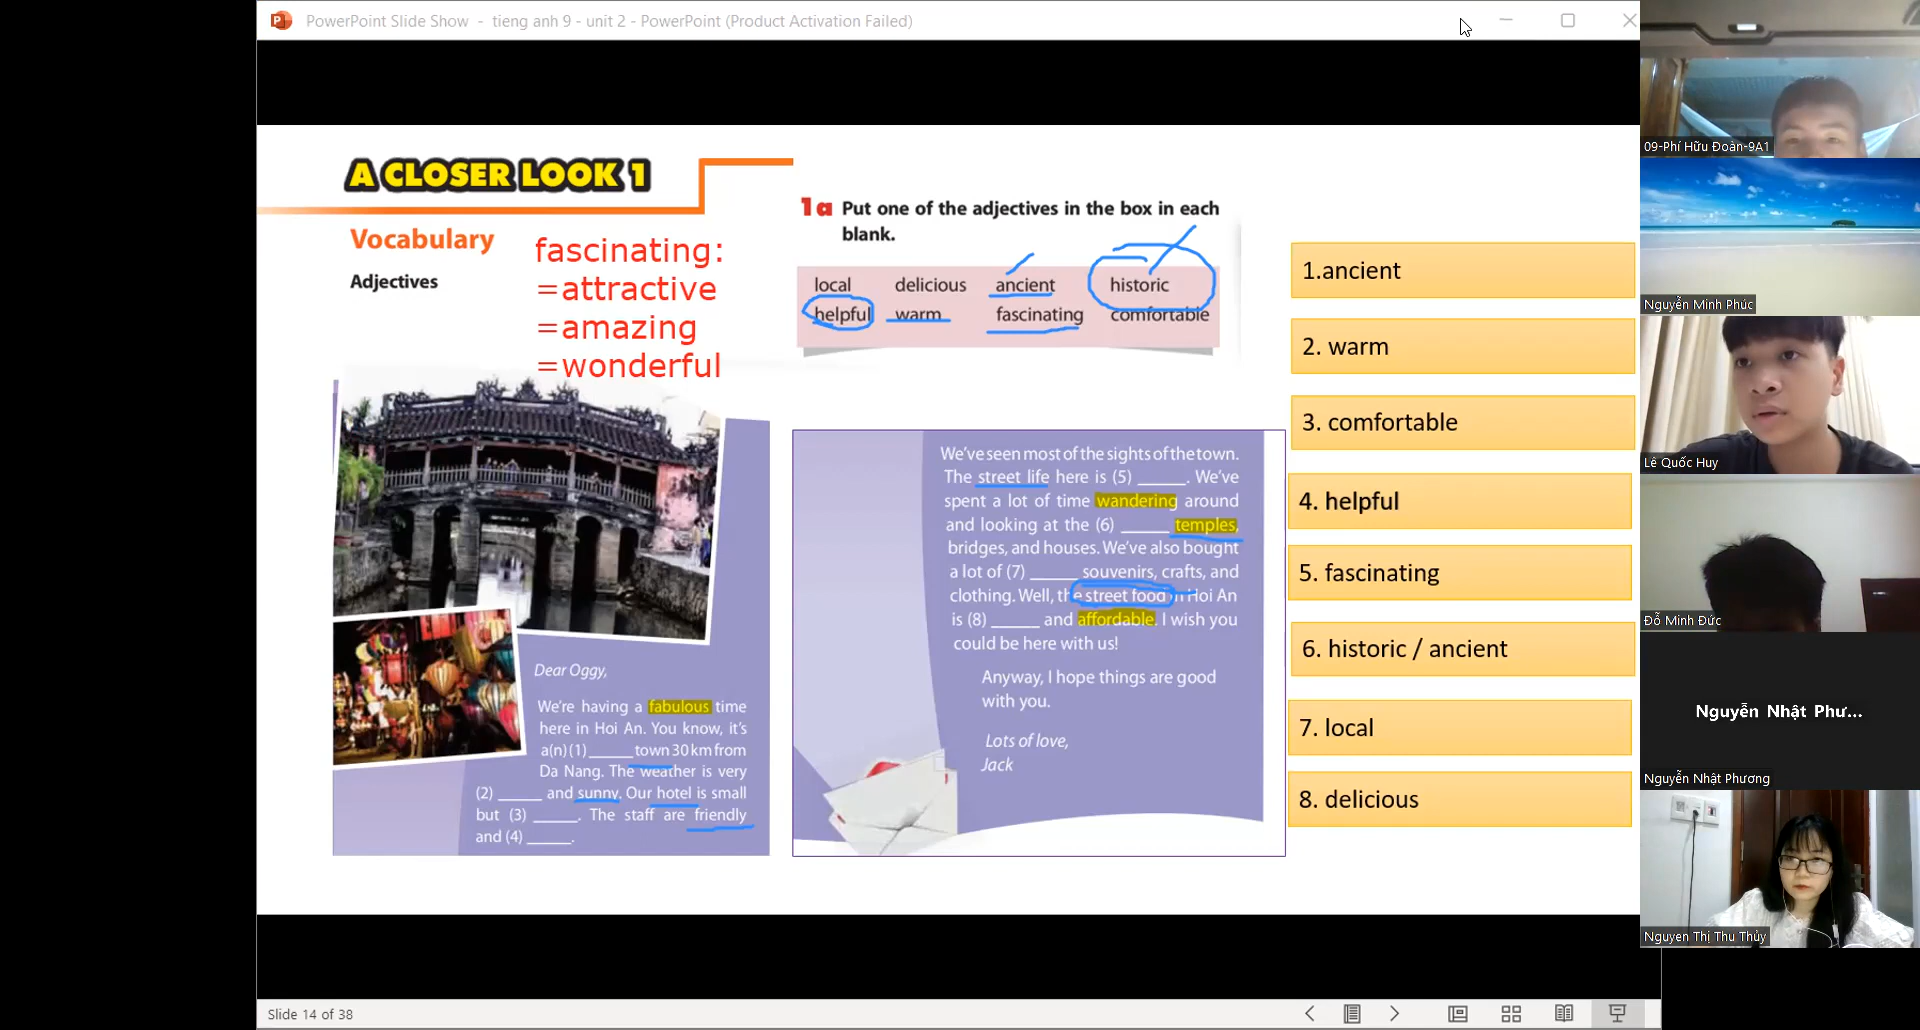 PowerPoint Slide Show - tieng anh 9 - unit 2 - PowerPoint (Product Activation Failed)
A CLOSER LOOK 1
Vocabulary
Adjectives
fascinating:
=attractive
=amazing
=wonderful
1a Put one of the adjectives in the box in each
blank.
local delicious ancient historic
helpful warm fascinating comfortable
Dear Oggy,
We're having a fabulous time
here in Hoi An. You know, it's
a(n) (1) ______ town 30 km from
Da Nang. The weather is very
(2) ______ and sunny. Our hotel is small
but (3) ______. The staff are friendly
and (4) ______.
We've seen most of the sights of the town.
The street life here is (5) ______. We've
spent a lot of time wandering around
and looking at the (6) ______ temples,
bridges, and houses. We've also bought
a lot of (7) ______ souvenirs, crafts, and
clothing. Well, the street food in Hoi An
is (8) ______ and affordable. I wish you
could be here with us!
Anyway, I hope things are good
with you.
Lots of love,
Jack
1.ancient
2. warm
3. comfortable
4. helpful
5. fascinating
6. historic / ancient
7. local
8. delicious
09-Phí Hữu Đoàn-9A1
Nguyễn Minh Phúc
Lê Quốc Huy
Đỗ Minh Đức
Nguyễn Nhật Phư...
Nguyễn Nhật Phương
Nguyen Thị Thu Thủy
Slide 14 of 38